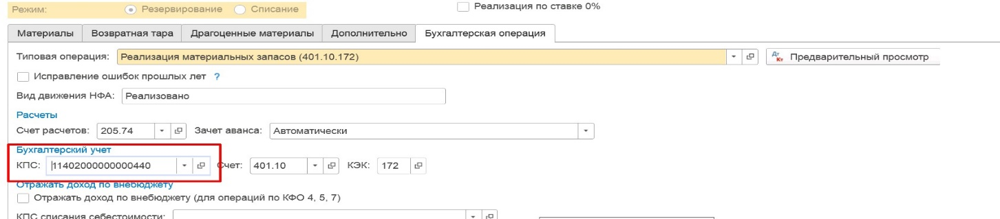 Режим: Резервирование Списание Реализация по ставке 0%
Материалы Возвратная тара Драгоценные материалы Дополнительно Бухгалтерская операция
Типовая операция: Реализация материальных запасов (401.10.172) Дт Кт Предварительный просмотр
Исправление ошибок прошлых лет ?
Вид движения НФА: Реализовано
Расчеты
Счет расчетов: 205.74 Зачет аванса: Автоматически
Бухгалтерский учет
КПС: 11402000000000440 Счет: 401.10 КЭК: 172
Отражать доход по внебюджету
Отражать доход по внебюджету (для операций по КФО 4, 5, 7)
КПС списания себестоимости: